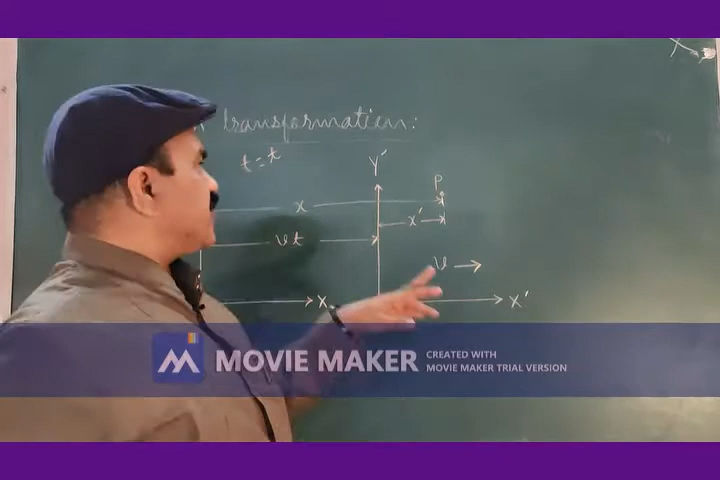 transformation:
t = t
Y′
P
x
x′
vt
v →
X
X′
MOVIE MAKER
CREATED WITH
MOVIE MAKER TRIAL VERSION